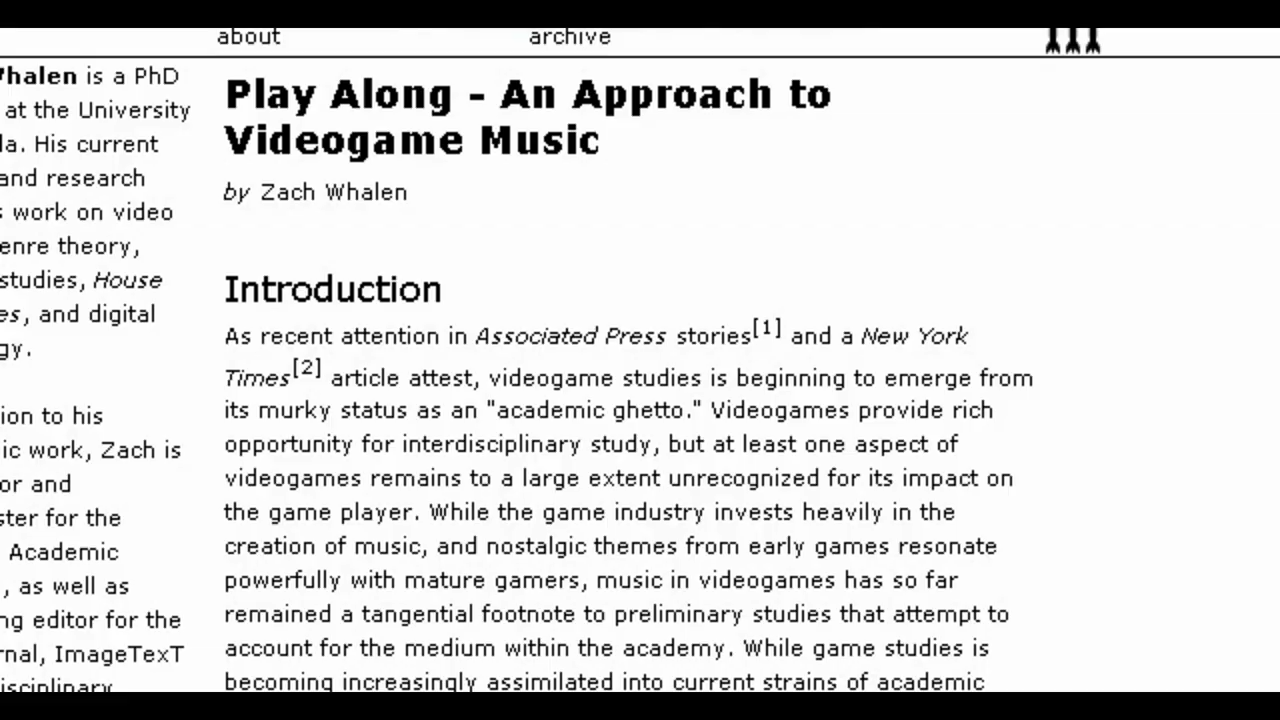 about
archive
Whalen is a PhD
at the University
la. His current
and research
s work on video
enre theory,
studies, House
es, and digital
gy.
ion to his
ic work, Zach is
or and
ster for the
Academic
, as well as
ng editor for the
rnal, ImageTexT
isciplinary
Play Along - An Approach to
Videogame Music
by Zach Whalen
Introduction
As recent attention in Associated Press stories[1] and a New York
Times[2] article attest, videogame studies is beginning to emerge from
its murky status as an "academic ghetto." Videogames provide rich
opportunity for interdisciplinary study, but at least one aspect of
videogames remains to a large extent unrecognized for its impact on
the game player. While the game industry invests heavily in the
creation of music, and nostalgic themes from early games resonate
powerfully with mature gamers, music in videogames has so far
remained a tangential footnote to preliminary studies that attempt to
account for the medium within the academy. While game studies is
becoming increasingly assimilated into current strains of academic